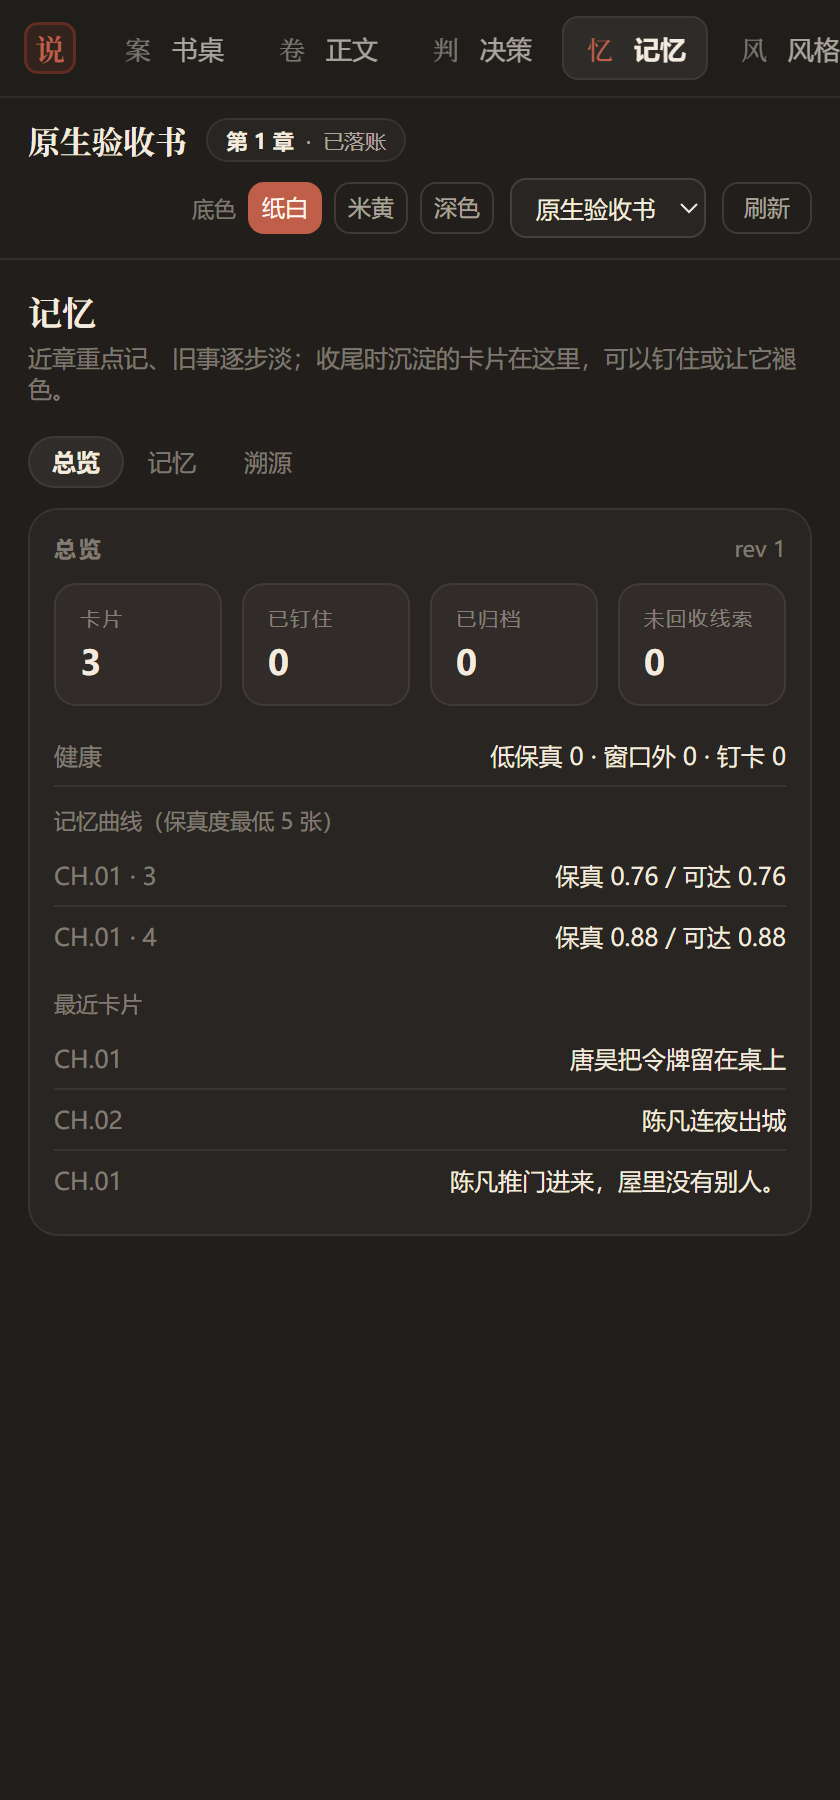 说 案 书桌 卷 正文 判 决策 忆 记忆 风 风格
原生验收书 第 1 章 · 已落账
底色 纸白 米黄 深色 原生验收书 刷新
记忆
近章重点记、旧事逐步淡；收尾时沉淀的卡片在这里，可以钉住或让它褪
色。
总览 记忆 溯源
总览 rev 1
卡片 已钉住 已归档 未回收线索
3 0 0 0
健康 低保真 0 · 窗口外 0 · 钉卡 0
记忆曲线（保真度最低 5 张）
CH.01 · 3 保真 0.76 / 可达 0.76
CH.01 · 4 保真 0.88 / 可达 0.88
最近卡片
CH.01 唐昊把令牌留在桌上
CH.02 陈凡连夜出城
CH.01 陈凡推门进来，屋里没有别人。